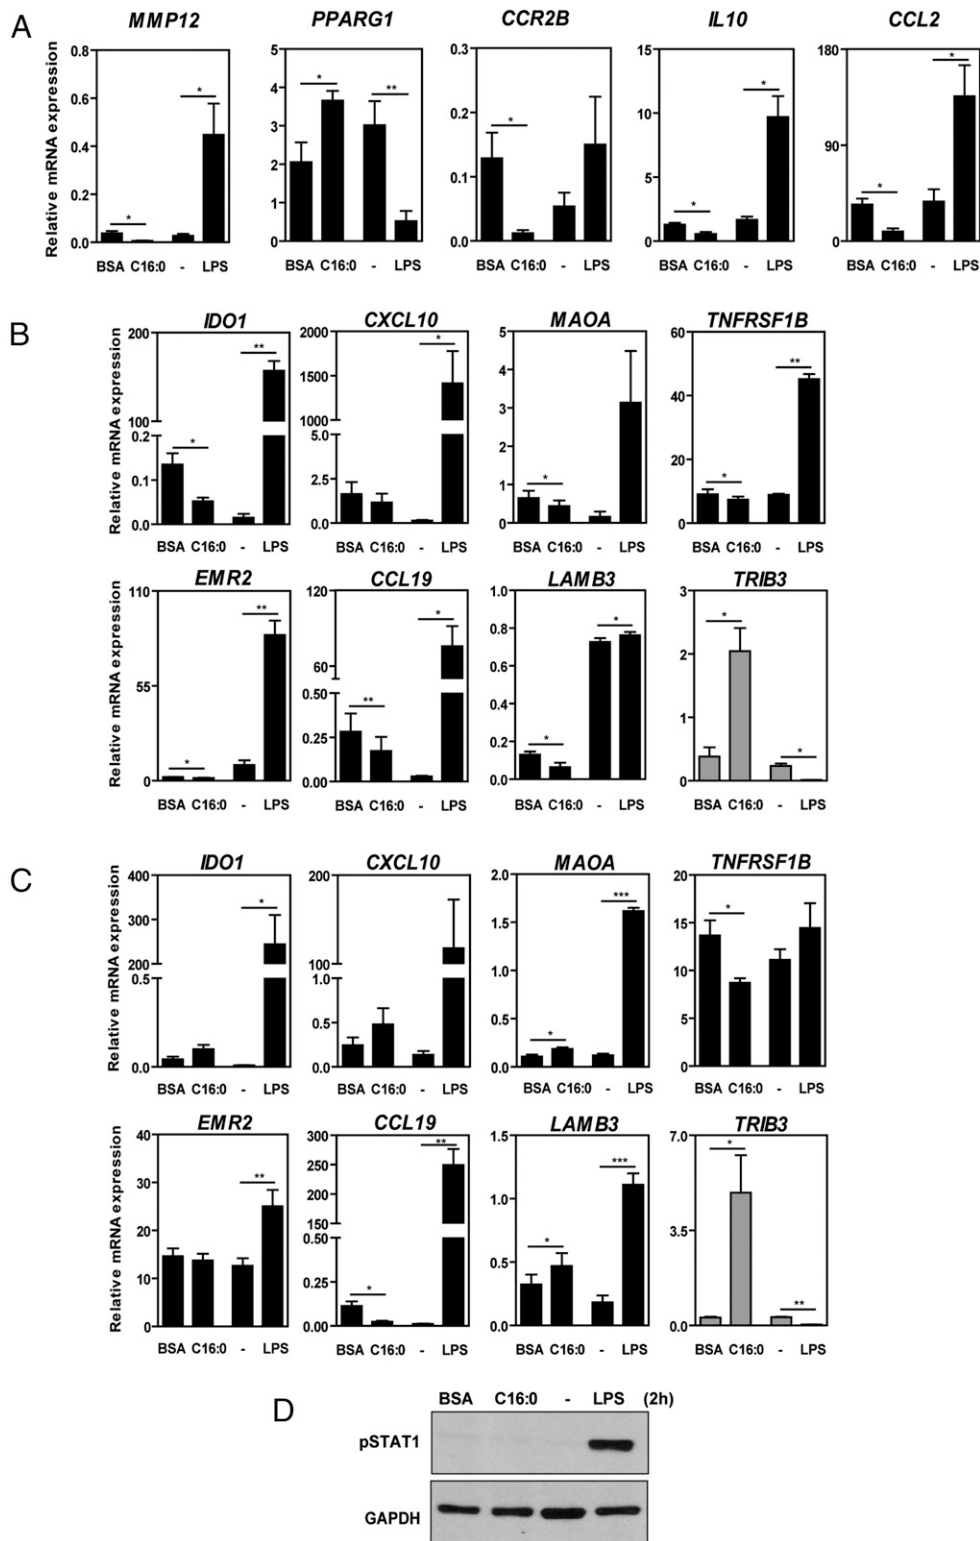 A
MMP12 PPARG1 CCR2B IL10 CCL2
Relative mRNA expression
0.8 0.6 0.4 0.2 0.0
* *
BSA C16:0 - LPS
5 4 3 2 1 0
* **
BSA C16:0 - LPS
0.3 0.2 0.1 0.0
*
BSA C16:0 - LPS
15 10 5 0
* *
BSA C16:0 - LPS
180 90 0
* *
BSA C16:0 - LPS
B
IDO1 CXCL10 MAOA TNFRSF1B
Relative mRNA expression
200 100 0.2 0.1 0.0
* **
BSA C16:0 - LPS
2000 1500 1000 5.0 2.5 0.0
*
BSA C16:0 - LPS
5 4 3 2 1 0
*
BSA C16:0 - LPS
60 40 20 0
* **
BSA C16:0 - LPS
EMR2 CCL19 LAMB3 TRIB3
Relative mRNA expression
110 55 0
* **
BSA C16:0 - LPS
120 60 0.50 0.25 0.00
** *
BSA C16:0 - LPS
1.0 0.8 0.6 0.4 0.2 0.0
* *
BSA C16:0 - LPS
3 2 1 0
* *
BSA C16:0 - LPS
C
IDO1 CXCL10 MAOA TNFRSF1B
Relative mRNA expression
400 300 200 0.5 0.0
*
BSA C16:0 - LPS
200 100 1.0 0.5 0.0
BSA C16:0 - LPS
2.0 1.5 1.0 0.5 0.0
* ***
BSA C16:0 - LPS
20 15 10 5 0
*
BSA C16:0 - LPS
EMR2 CCL19 LAMB3 TRIB3
Relative mRNA expression
40 30 20 10 0
**
BSA C16:0 - LPS
300 250 200 150 0.50 0.25 0.00
* **
BSA C16:0 - LPS
1.5 1.0 0.5 0.0
* ***
BSA C16:0 - LPS
7.0 3.5 0.0
* **
BSA C16:0 - LPS
D
BSA C16:0 - LPS (2h)
pSTAT1
GAPDH